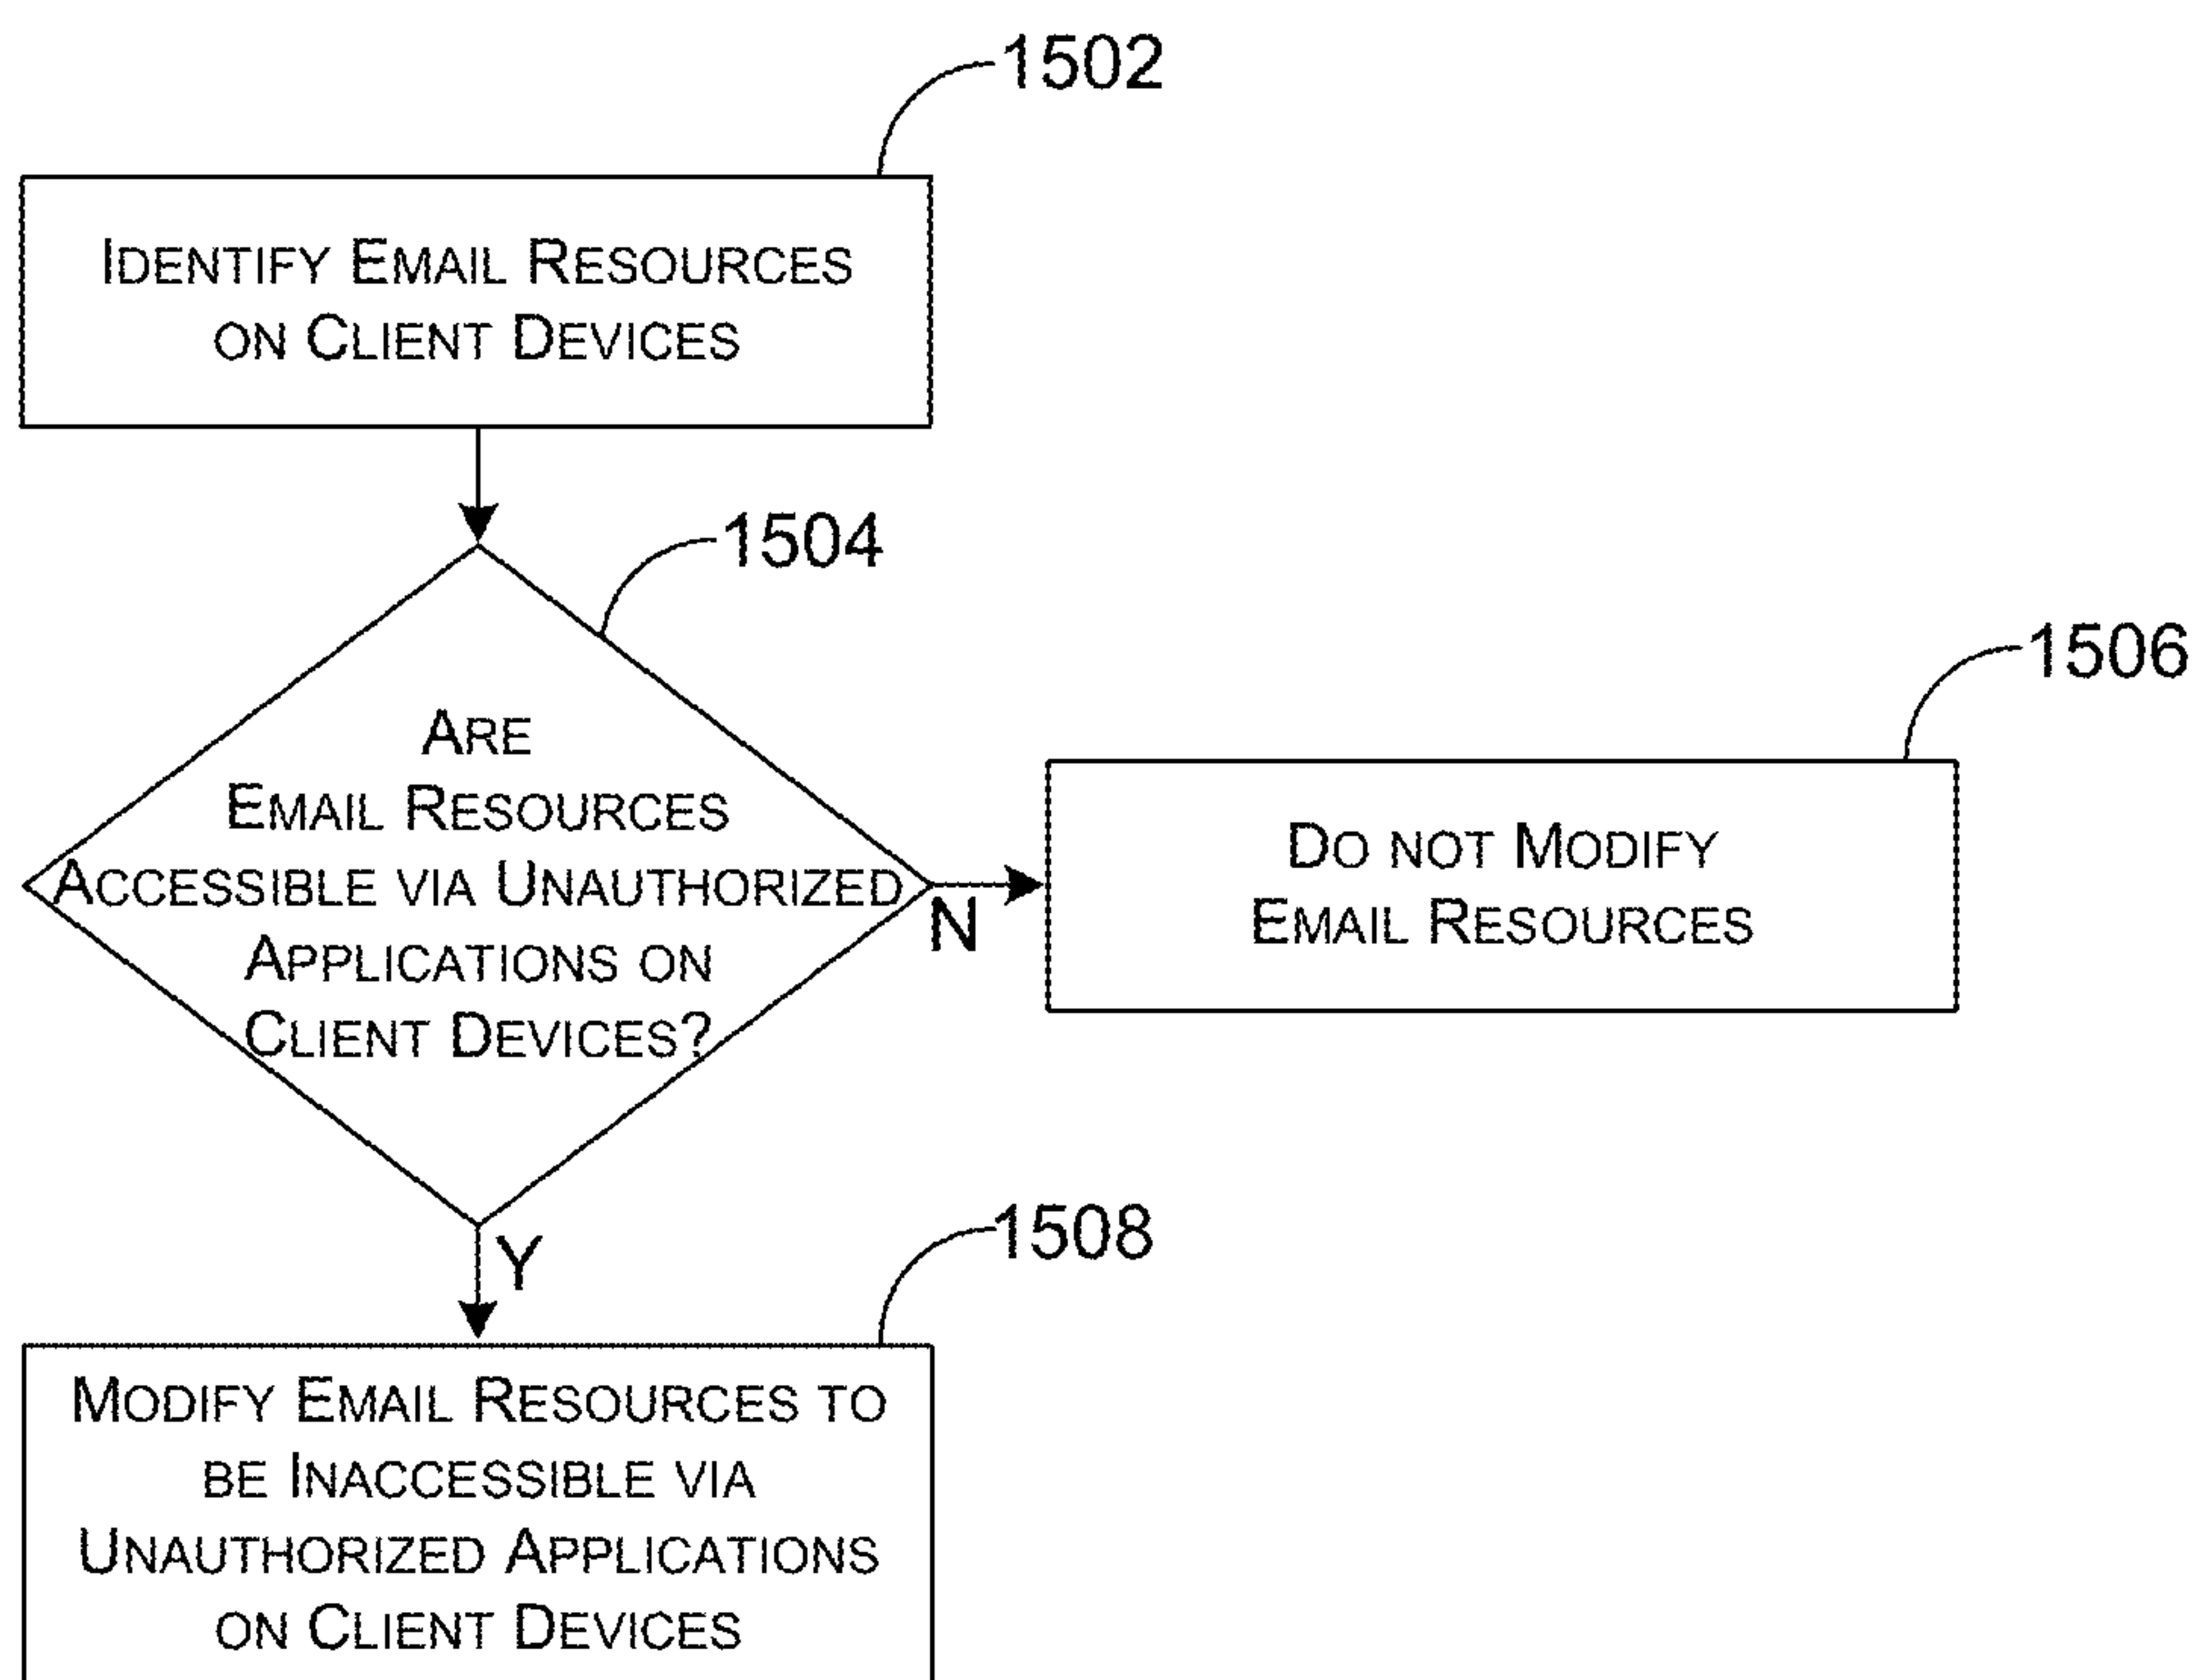 1502
IDENTIFY EMAIL RESOURCES
ON CLIENT DEVICES
1504
ARE
EMAIL RESOURCES
ACCESSIBLE VIA UNAUTHORIZED
APPLICATIONS ON
CLIENT DEVICES?
N
1506
DO NOT MODIFY
EMAIL RESOURCES
Y
1508
MODIFY EMAIL RESOURCES TO
BE INACCESSIBLE VIA
UNAUTHORIZED APPLICATIONS
ON CLIENT DEVICES